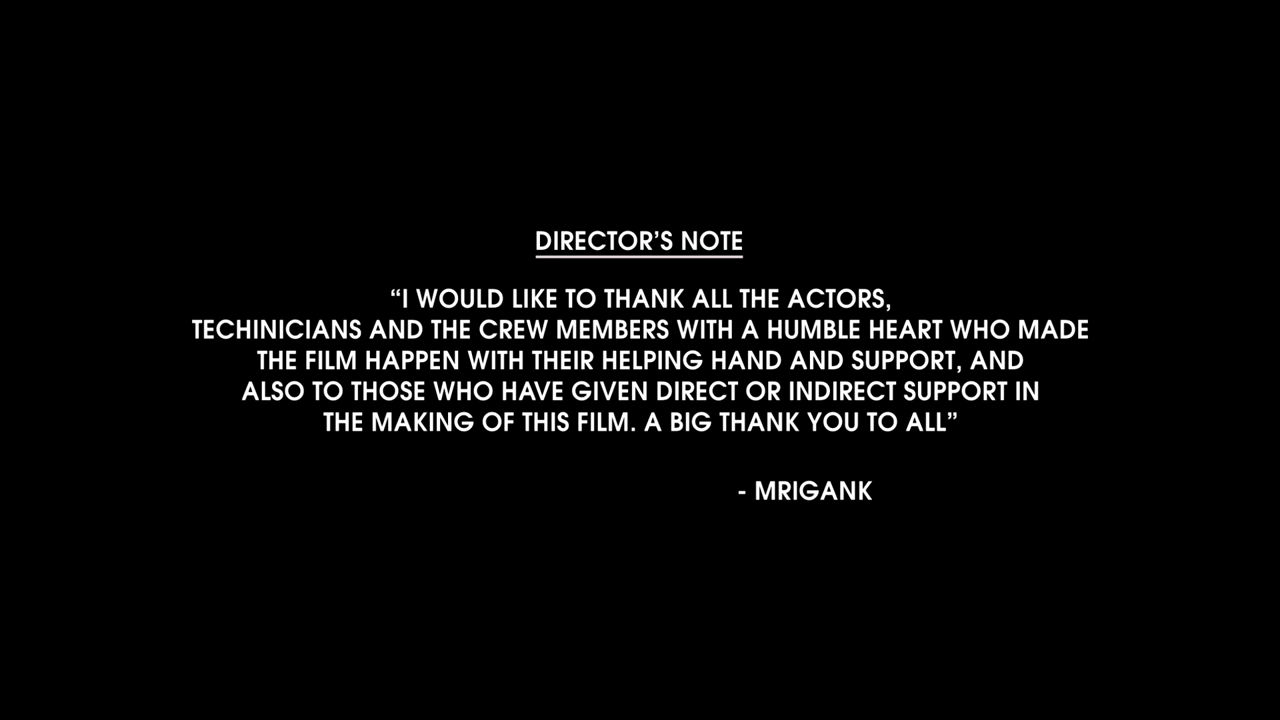 DIRECTOR’S NOTE
“I WOULD LIKE TO THANK ALL THE ACTORS,
TECHINICIANS AND THE CREW MEMBERS WITH A HUMBLE HEART WHO MADE
THE FILM HAPPEN WITH THEIR HELPING HAND AND SUPPORT, AND
ALSO TO THOSE WHO HAVE GIVEN DIRECT OR INDIRECT SUPPORT IN
THE MAKING OF THIS FILM. A BIG THANK YOU TO ALL”
- MRIGANK